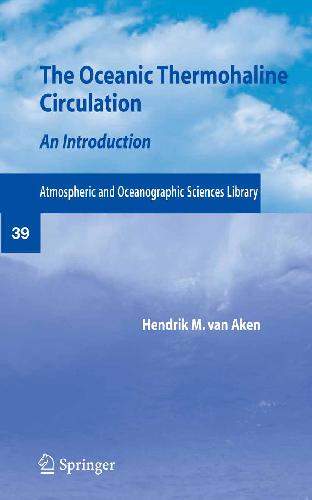 The Oceanic Thermohaline
Circulation
An Introduction
Atmospheric and Oceanographic Sciences Library
39
Hendrik M. van Aken
Springer